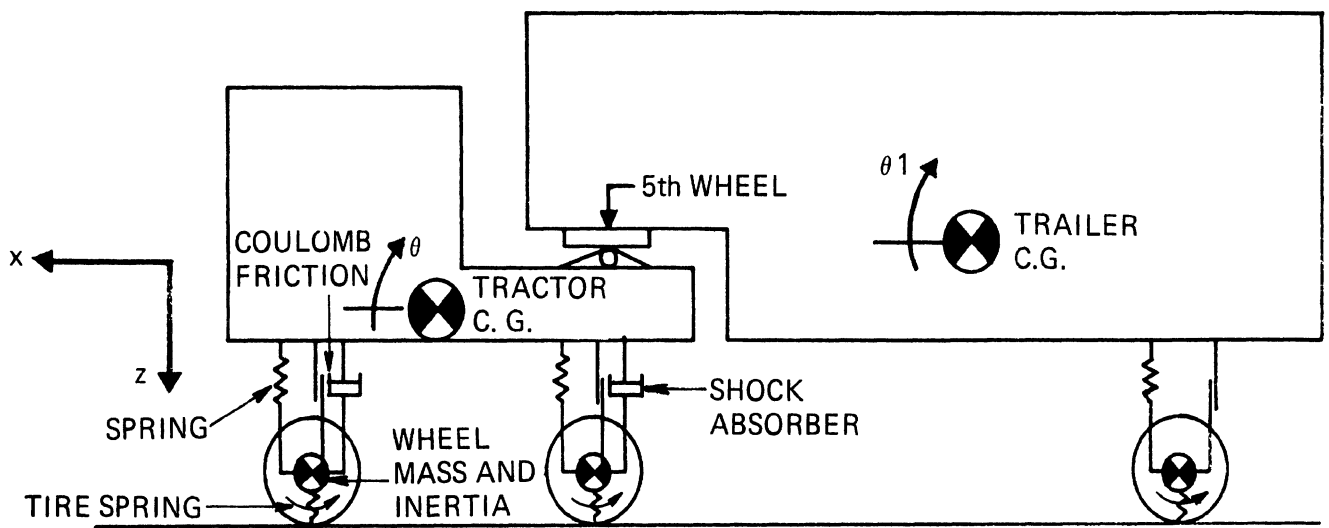 5th WHEEL
θ1
TRAILER
C.G.
COULOMB
FRICTION
θ
TRACTOR
C. G.
x
z
SPRING
SHOCK
ABSORBER
WHEEL
MASS AND
INERTIA
TIRE SPRING